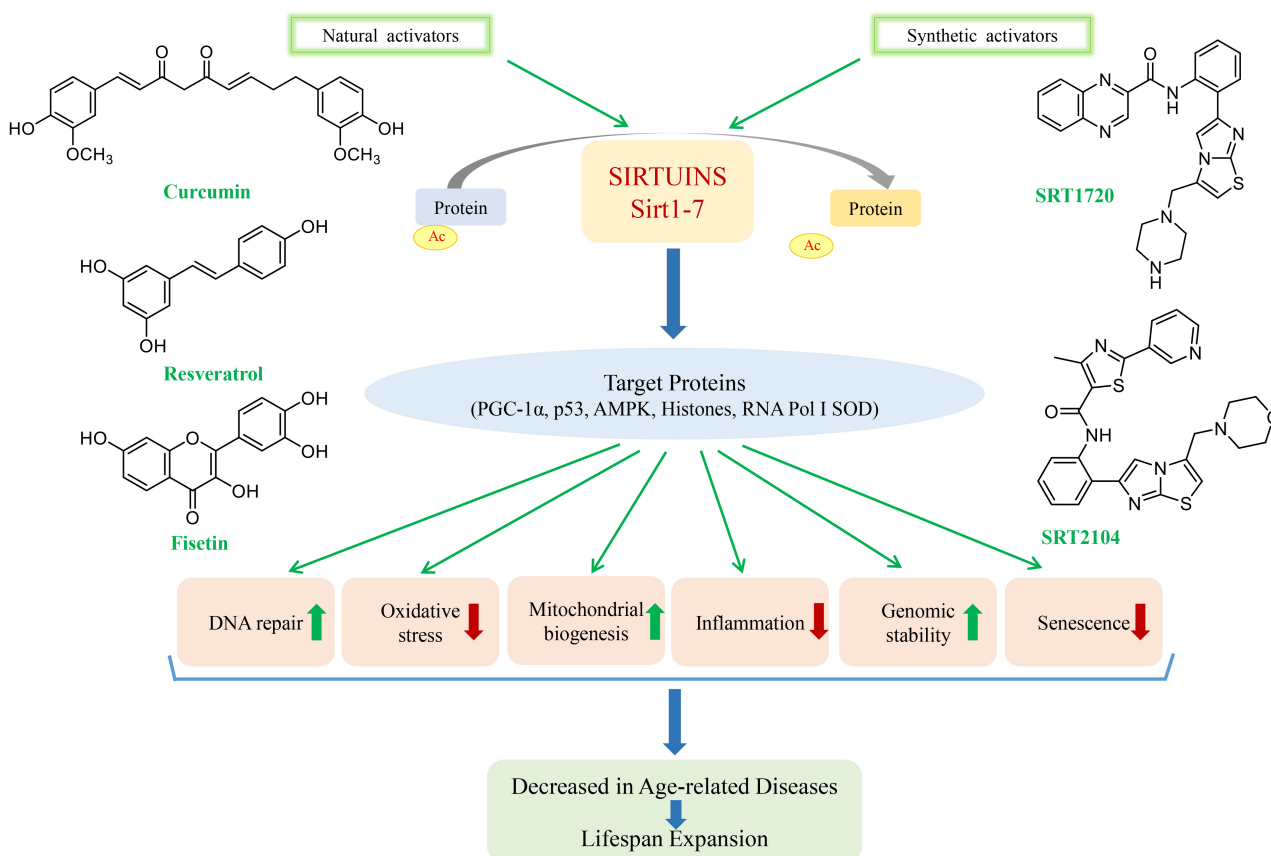 Natural activators
Synthetic activators
O
O
HO
OCH3
OCH3
OH
Curcumin
O
N
H
N
N
N
N
S
N
N
H
SRT1720
SIRTUINS
Sirt1-7
Protein
Ac
Protein
Ac
OH
HO
OH
Resveratrol
Target Proteins
(PGC-1α, p53, AMPK, Histones, RNA Pol I SOD)
N
S
N
O
NH
N
O
N
N
S
SRT2104
OH
HO
O
OH
OH
O
Fisetin
DNA repair
Oxidative
stress
Mitochondrial
biogenesis
Inflammation
Genomic
stability
Senescence
Decreased in Age-related Diseases
Lifespan Expansion